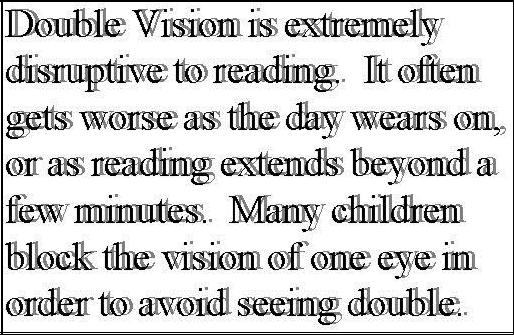 Double Vision is extremely
disruptive to reading.  It often
gets worse as the day wears on,
or as reading extends beyond a
few minutes.  Many children
block the vision of one eye in
order to avoid seeing double.